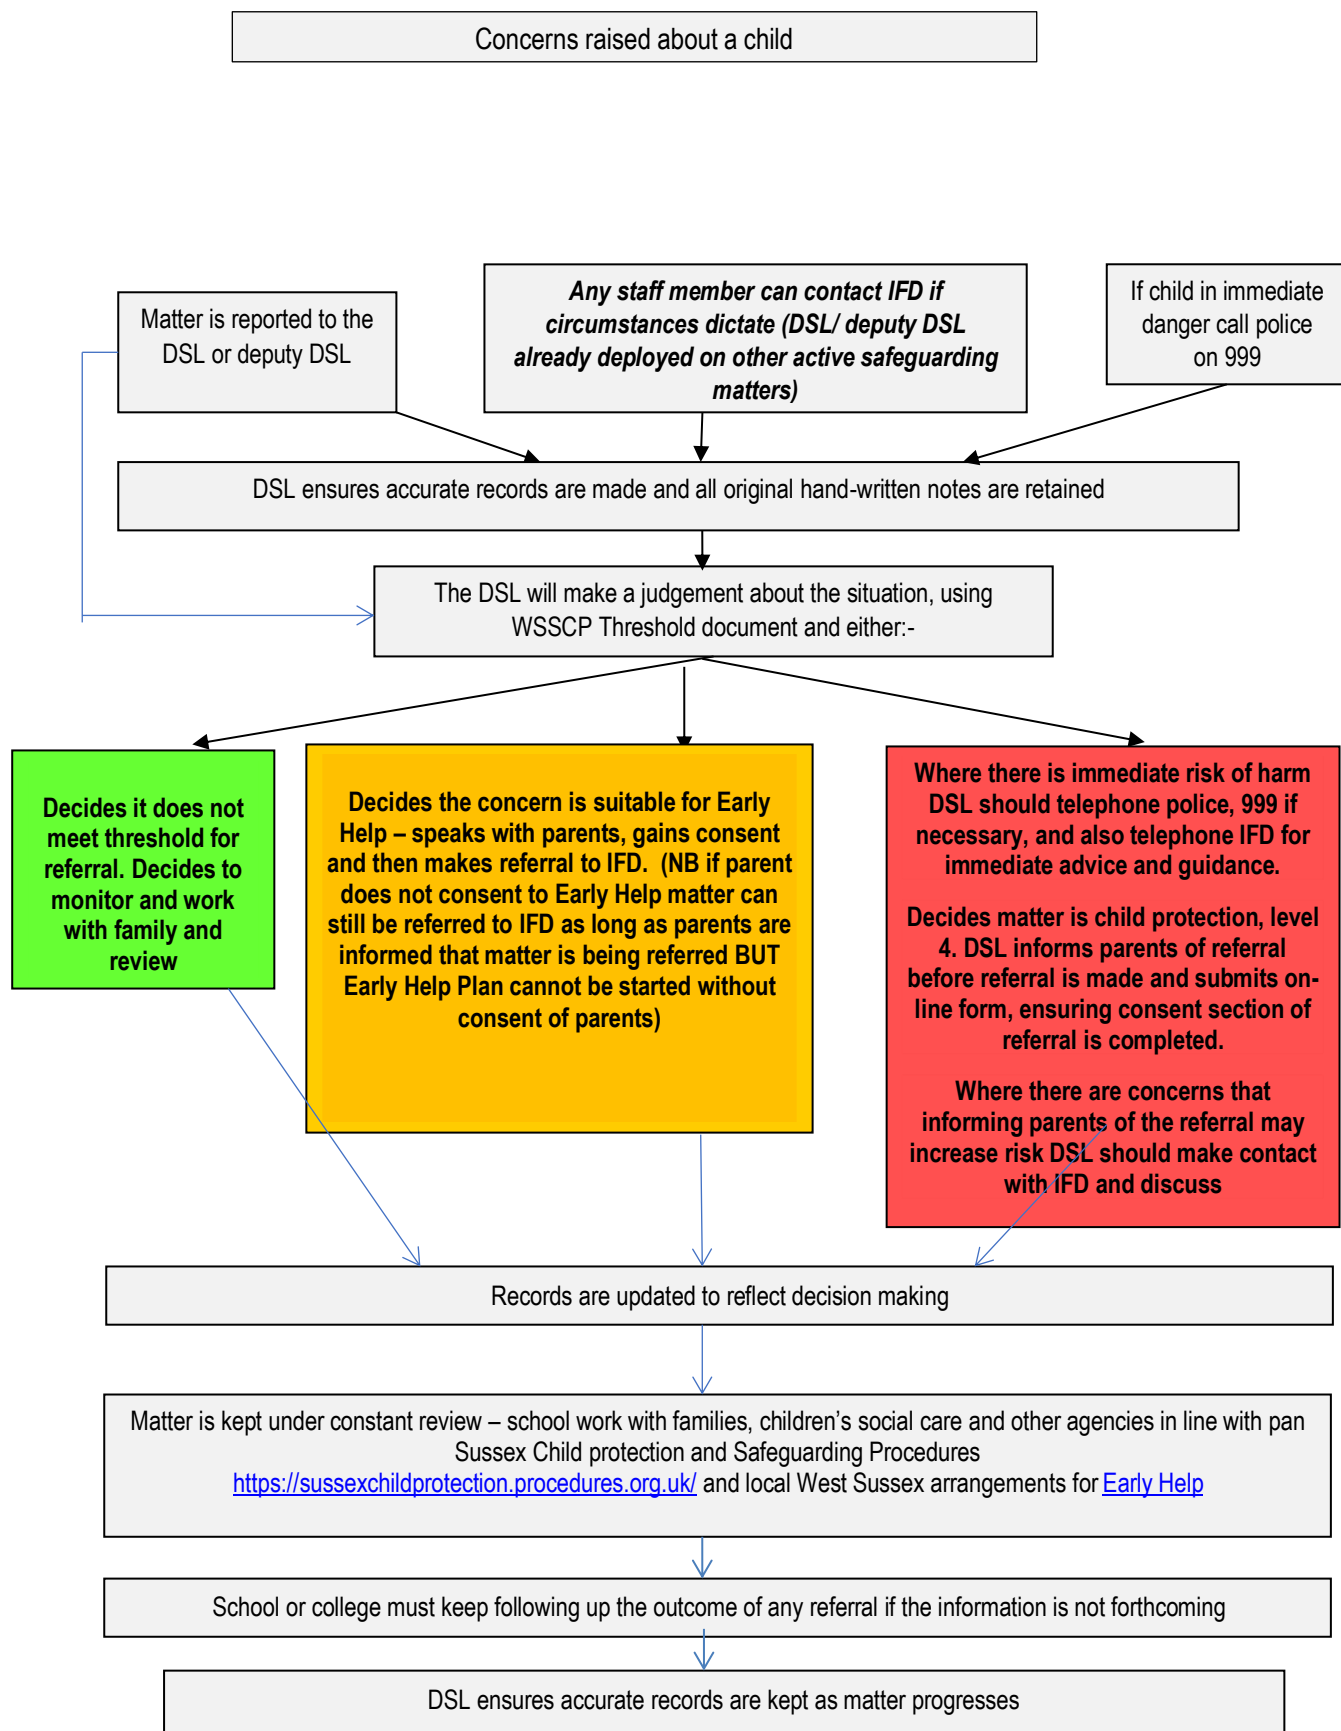 Concerns raised about a child
Matter is reported to the
DSL or deputy DSL
Any staff member can contact IFD if
circumstances dictate (DSL/ deputy DSL
already deployed on other active safeguarding
matters)
If child in immediate
danger call police
on 999
DSL ensures accurate records are made and all original hand-written notes are retained
The DSL will make a judgement about the situation, using
WSSCP Threshold document and either:-
Decides it does not
meet threshold for
referral. Decides to
monitor and work
with family and
review
Decides the concern is suitable for Early
Help – speaks with parents, gains consent
and then makes referral to IFD.  (NB if parent
does not consent to Early Help matter can
still be referred to IFD as long as parents are
informed that matter is being referred BUT
Early Help Plan cannot be started without
consent of parents)
Where there is immediate risk of harm
DSL should telephone police, 999 if
necessary, and also telephone IFD for
immediate advice and guidance.
Decides matter is child protection, level
4. DSL informs parents of referral
before referral is made and submits on-
line form, ensuring consent section of
referral is completed.
Where there are concerns that
informing parents of the referral may
increase risk DSL should make contact
with IFD and discuss
Records are updated to reflect decision making
Matter is kept under constant review – school work with families, children’s social care and other agencies in line with pan
Sussex Child protection and Safeguarding Procedures
https://sussexchildprotection.procedures.org.uk/ and local West Sussex arrangements for Early Help
School or college must keep following up the outcome of any referral if the information is not forthcoming
DSL ensures accurate records are kept as matter progresses